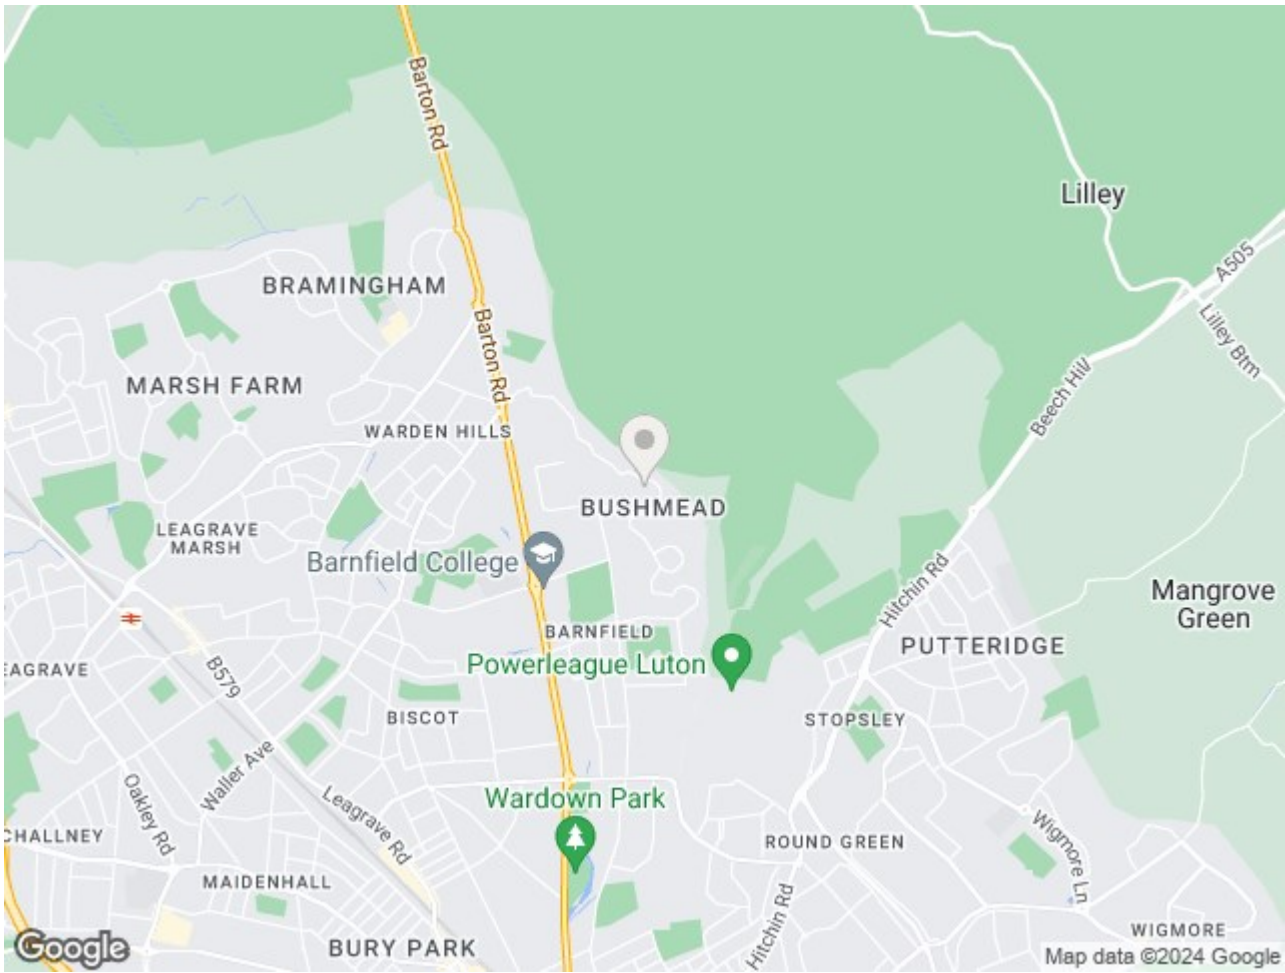 Barton Rd
Lilley
A505
BRAMINGHAM
Barton Rd
Lilley Btm
MARSH FARM
Beech Hill
WARDEN HILLS
BUSHMEAD
LEAGRAVE
MARSH
Barnfield College
Hitchin Rd
Mangrove
Green
BARNFIELD
PUTTERIDGE
Powerleague Luton
EAGRAVE
B579
BISCOT
STOPSLEY
Waller Ave
Oakley Rd
Leagrave Rd
Wardown Park
CHALLNEY
ROUND GREEN
Wigmore Ln
MAIDENHALL
Hitchin Rd
WIGMORE
BURY PARK
Google
Map data ©2024 Google